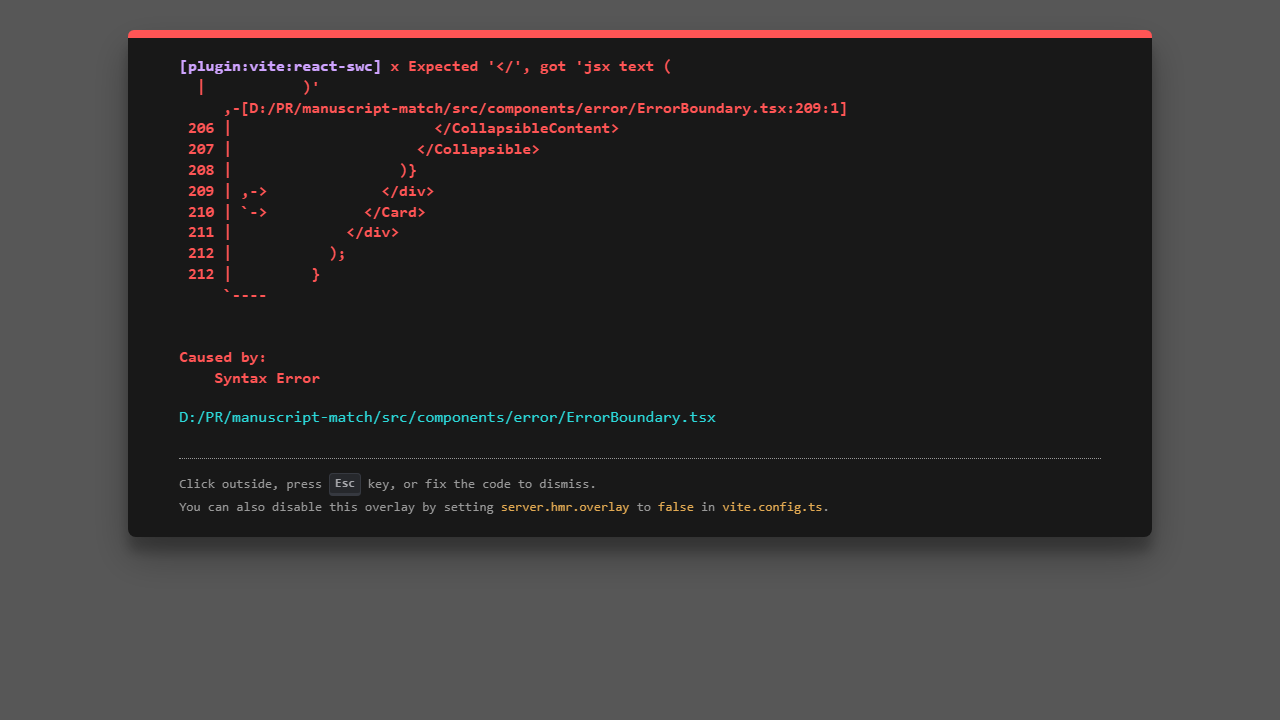 [plugin:vite:react-swc] x Expected '</', got 'jsx text (
  |           )'
     ,-[D:/PR/manuscript-match/src/components/error/ErrorBoundary.tsx:209:1]
 206 |                       </CollapsibleContent>
 207 |                     </Collapsible>
 208 |                   )}
 209 | ,->             </div>
 210 | `->           </Card>
 211 |             </div>
 212 |           );
 212 |         }
     `----
Caused by:
    Syntax Error
D:/PR/manuscript-match/src/components/error/ErrorBoundary.tsx
Click outside, press Esc key, or fix the code to dismiss.
You can also disable this overlay by setting server.hmr.overlay to false in vite.config.ts.